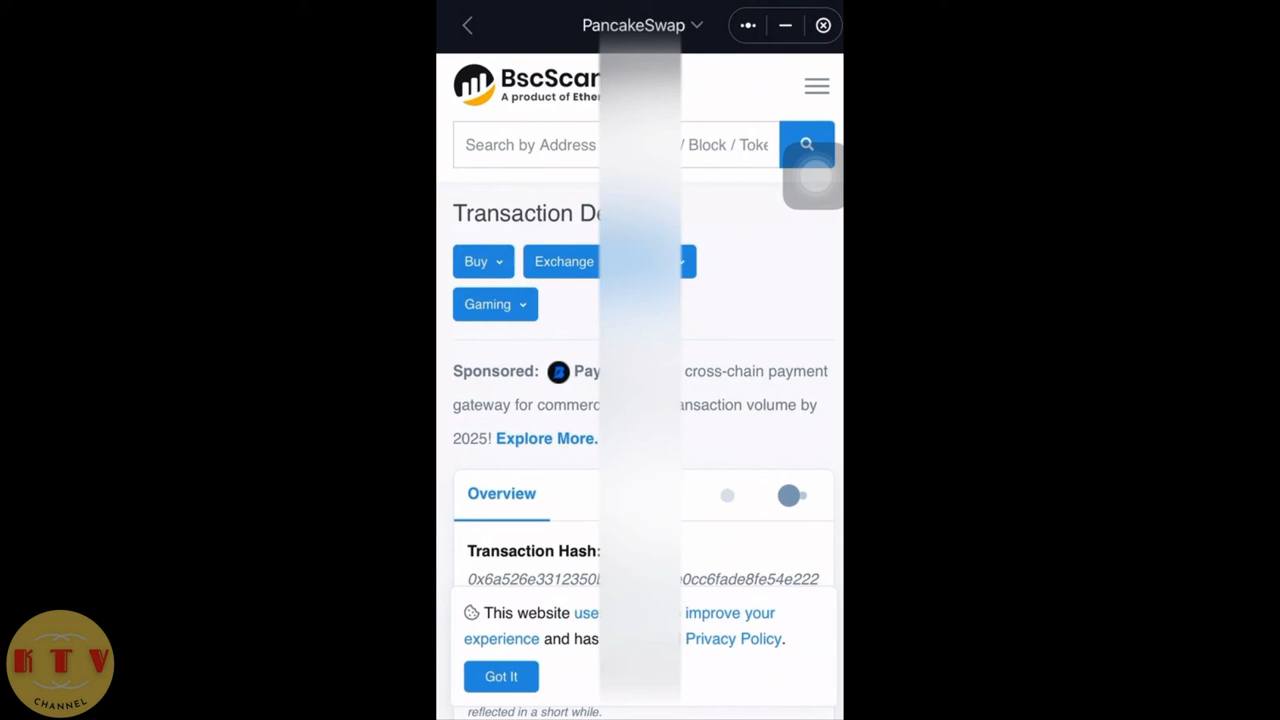 PancakeSwap
BscScan
A product of Ether
Search by Address / Block / Toke
Transaction De
Buy
Exchange
Gaming
Sponsored: Pay cross-chain payment
gateway for commerc ansaction volume by
2025! Explore More.
Overview
Transaction Hash:
0x6a526e3312350 0cc6fade8fe54e222
This website use improve your
experience and has Privacy Policy.
Got It
reflected in a short while.
KTV
CHANNEL